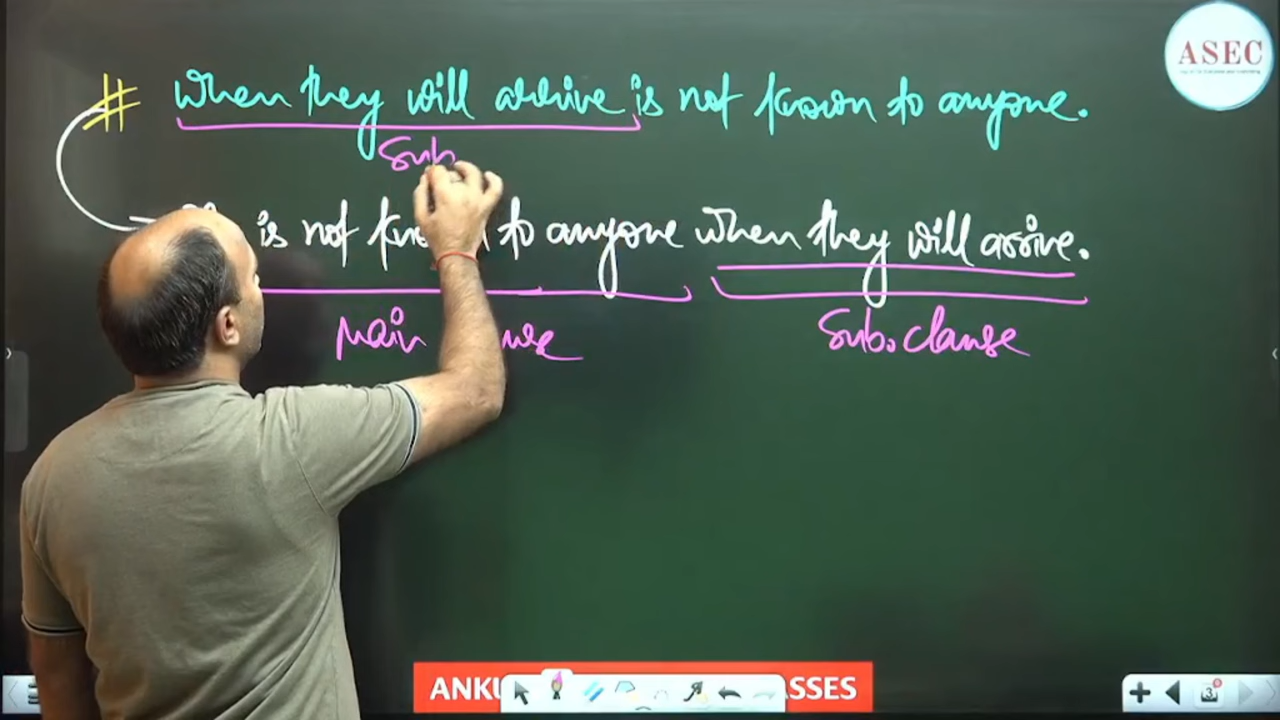 ASEC
# When they will arrive is not known to anyone.
Sub
is not to anyone when they will arrive.
Main Sub. clause
ANKU ASSES